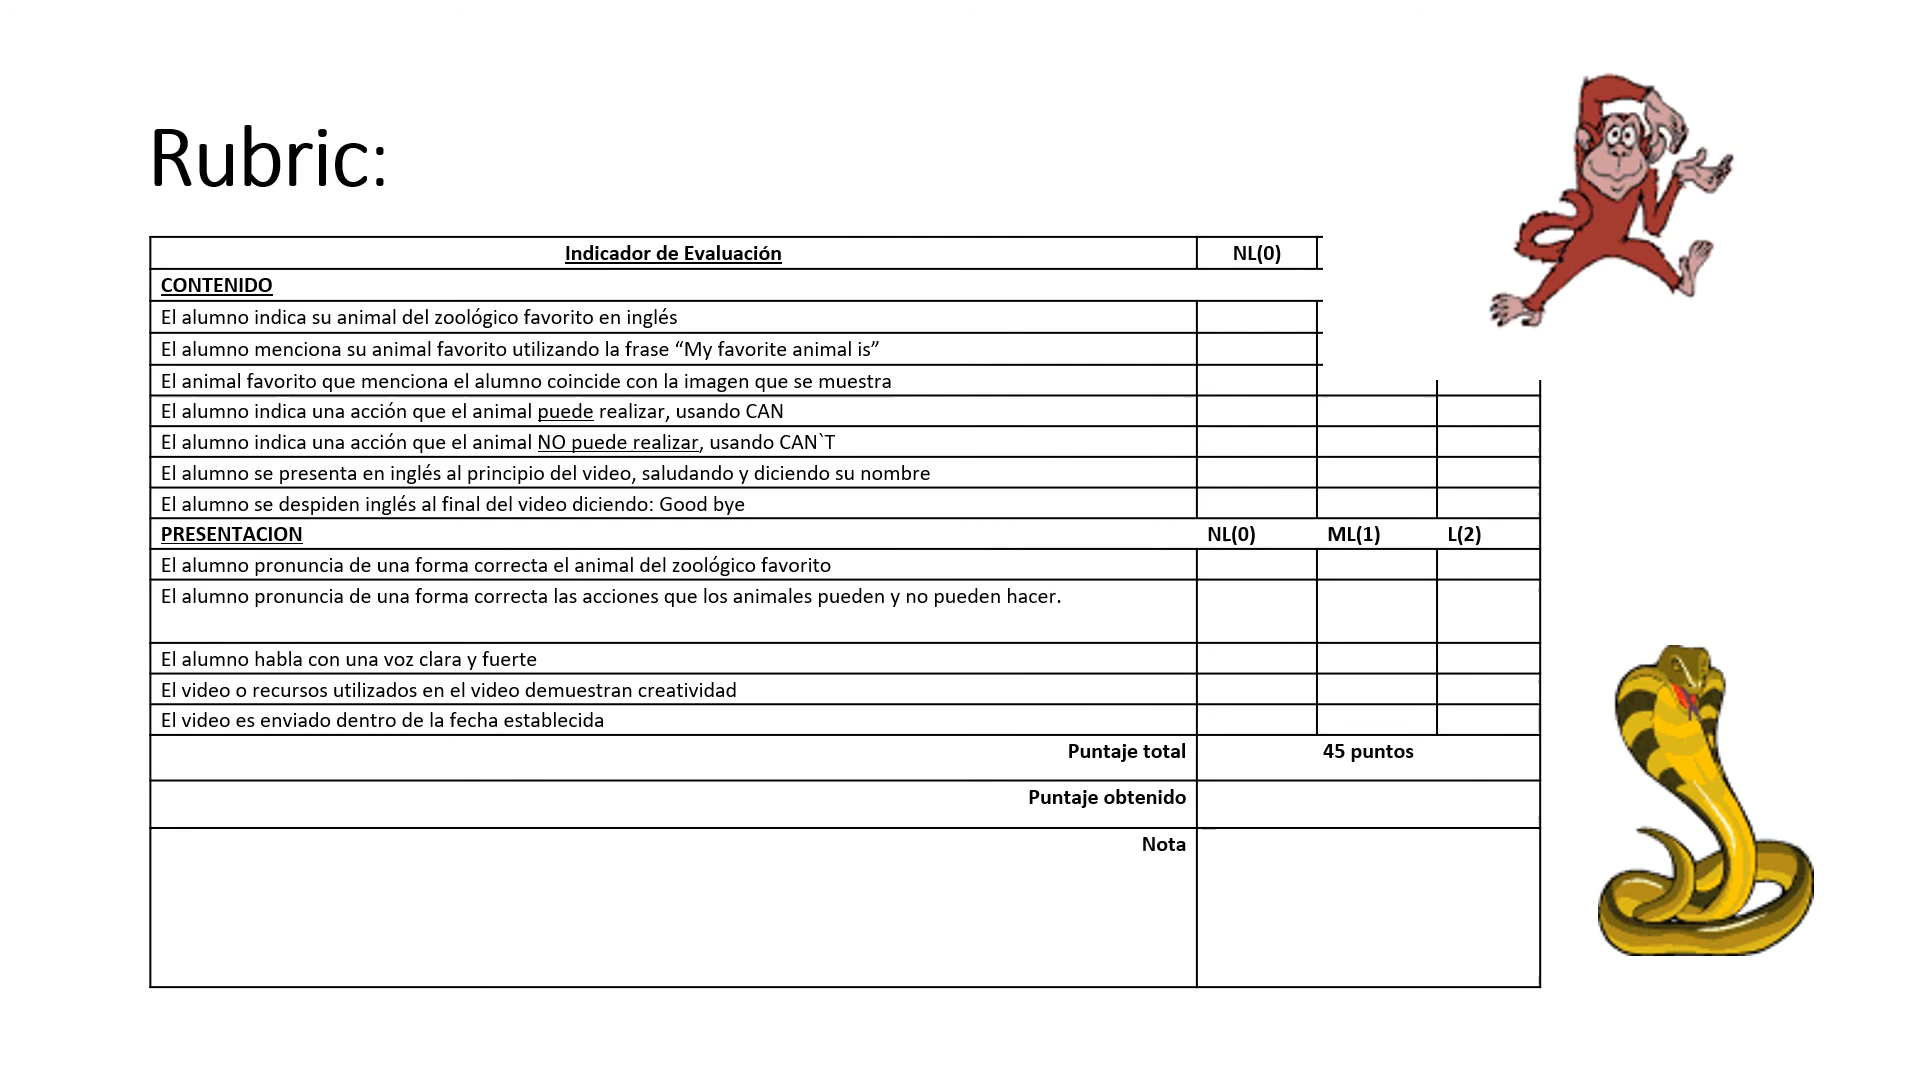 Rubric:
Indicador de Evaluación NL(0)
CONTENIDO
El alumno indica su animal del zoológico favorito en inglés
El alumno menciona su animal favorito utilizando la frase “My favorite animal is”
El animal favorito que menciona el alumno coincide con la imagen que se muestra
El alumno indica una acción que el animal puede realizar, usando CAN
El alumno indica una acción que el animal NO puede realizar, usando CAN`T
El alumno se presenta en inglés al principio del video, saludando y diciendo su nombre
El alumno se despiden inglés al final del video diciendo: Good bye
PRESENTACION NL(0) ML(1) L(2)
El alumno pronuncia de una forma correcta el animal del zoológico favorito
El alumno pronuncia de una forma correcta las acciones que los animales pueden y no pueden hacer.
El alumno habla con una voz clara y fuerte
El video o recursos utilizados en el video demuestran creatividad
El video es enviado dentro de la fecha establecida
Puntaje total 45 puntos
Puntaje obtenido
Nota